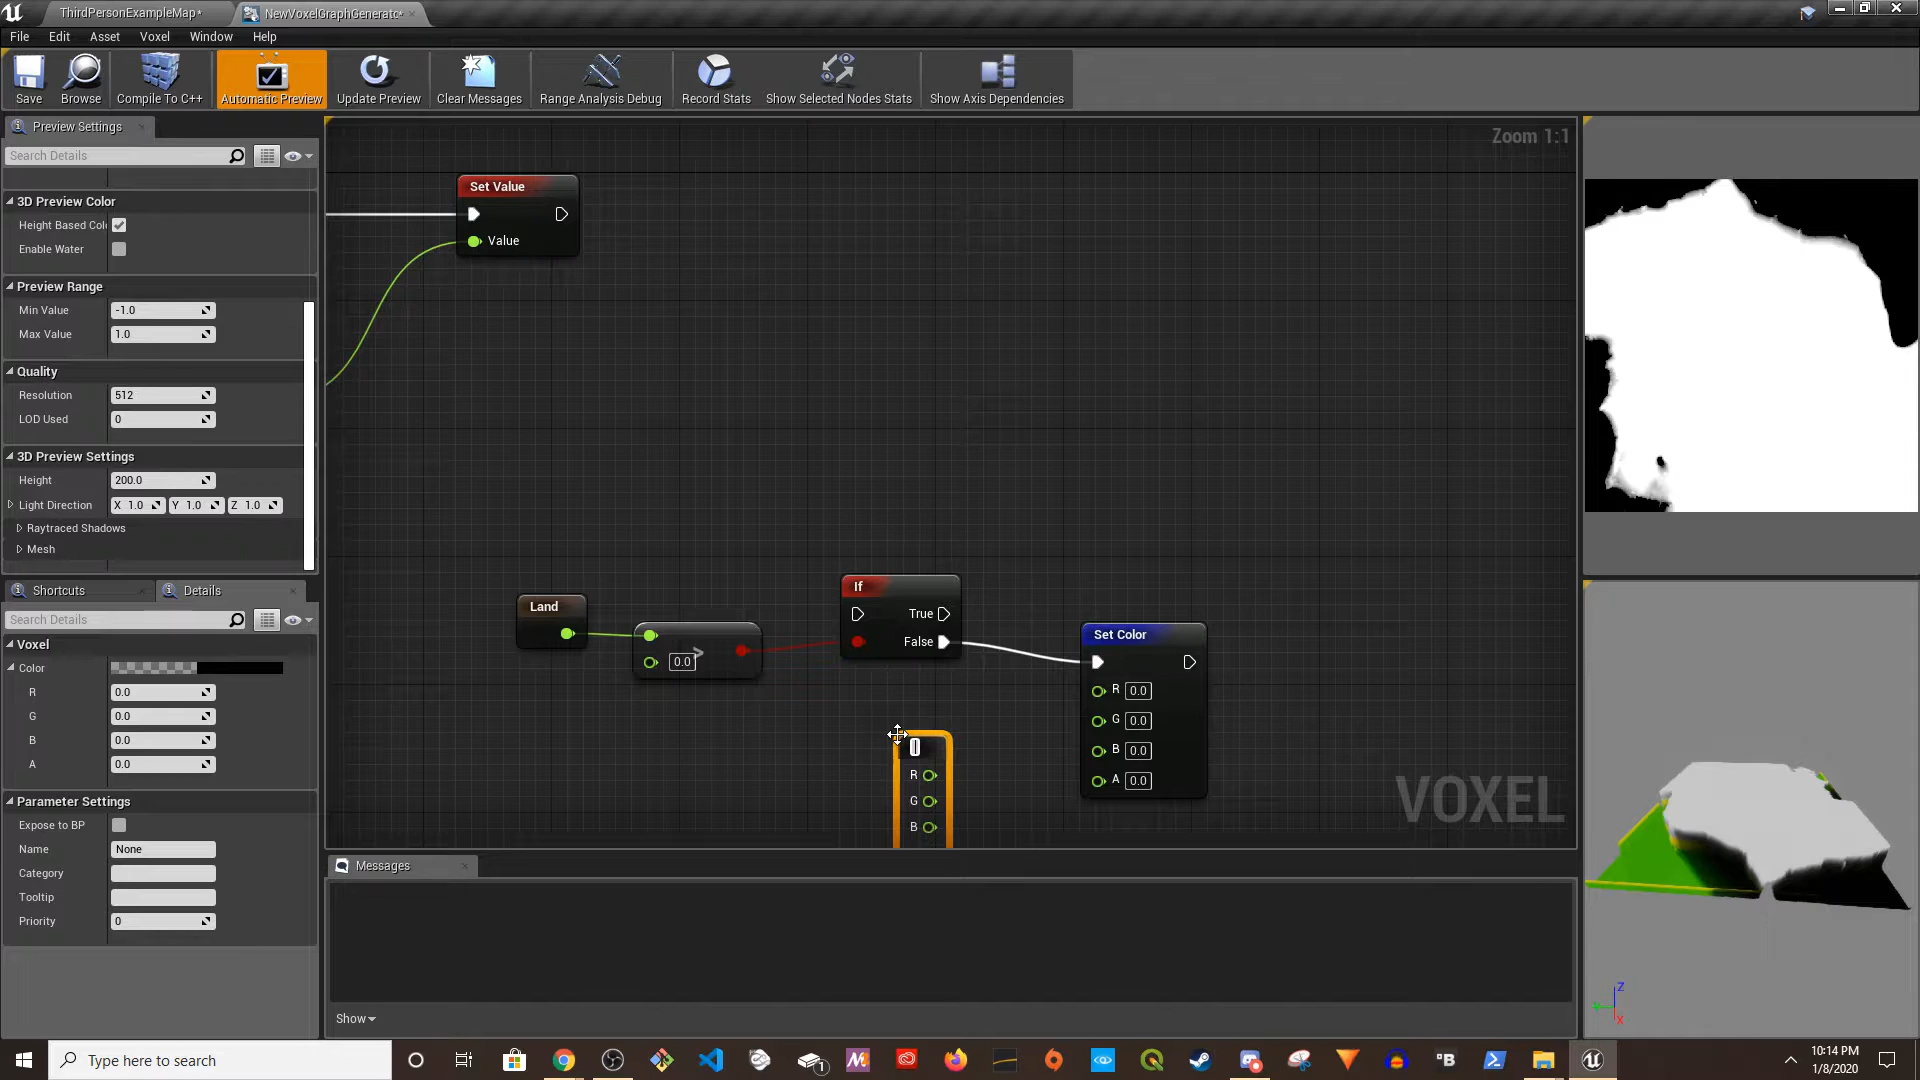 ThirdPersonExampleMap*
NewVoxelGraphGenerator*
File Edit Asset Voxel Window Help
Save
Browse
Compile To C++
Automatic Preview
Update Preview
Clear Messages
Range Analysis Debug
Record Stats
Show Selected Nodes Stats
Show Axis Dependencies
Preview Settings
Search Details
3D Preview Color
Height Based Colo
Enable Water
Preview Range
Min Value -1.0
Max Value 1.0
Quality
Resolution 512
LOD Used 0
3D Preview Settings
Height 200.0
Light Direction X 1.0 Y 1.0 Z 1.0
Raytraced Shadows
Mesh
Shortcuts
Details
Search Details
Voxel
Color
R 0.0
G 0.0
B 0.0
A 0.0
Parameter Settings
Expose to BP
Name None
Category
Tooltip
Priority 0
Zoom 1:1
Set Value
Value
Land
0.0 >
If
True
False
Set Color
R 0.0
G 0.0
B 0.0
A 0.0
R
G
B
VOXEL
Messages
Show
Z
X
Type here to search
1
B
10:14 PM
1/8/2020